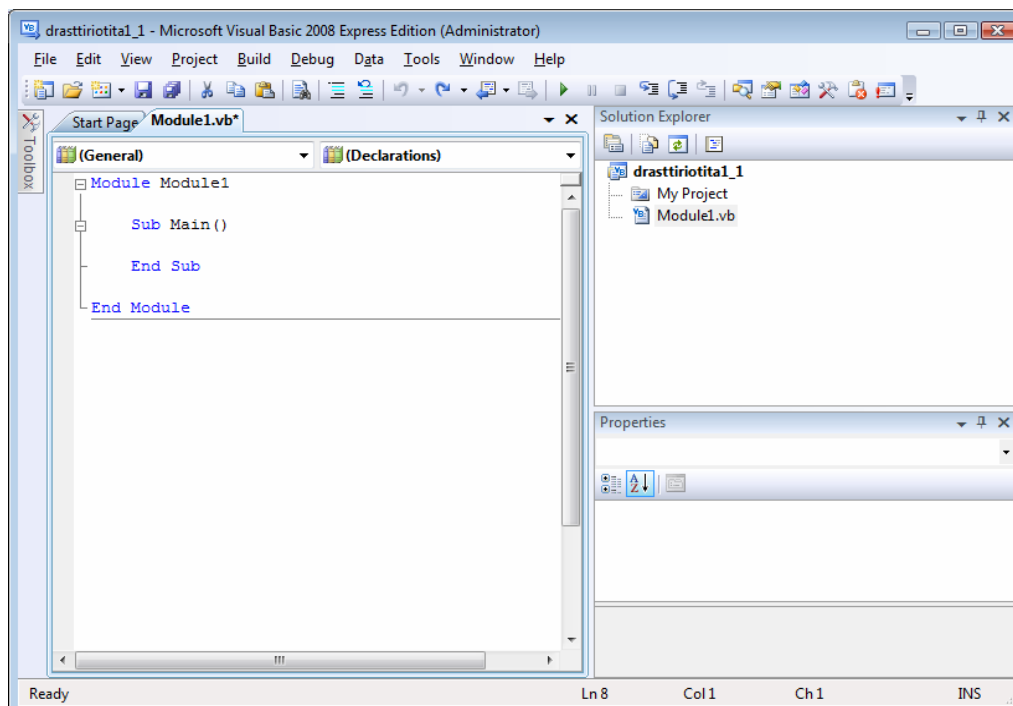 drasttiriotita1_1 - Microsoft Visual Basic 2008 Express Edition (Administrator)
File Edit View Project Build Debug Data Tools Window Help
Toolbox
Start Page Module1.vb*
(General) (Declarations)
Module Module1
Sub Main()
End Sub
End Module
Solution Explorer
drasttiriotita1_1
My Project
Module1.vb
Properties
Ready Ln 8 Col 1 Ch 1 INS